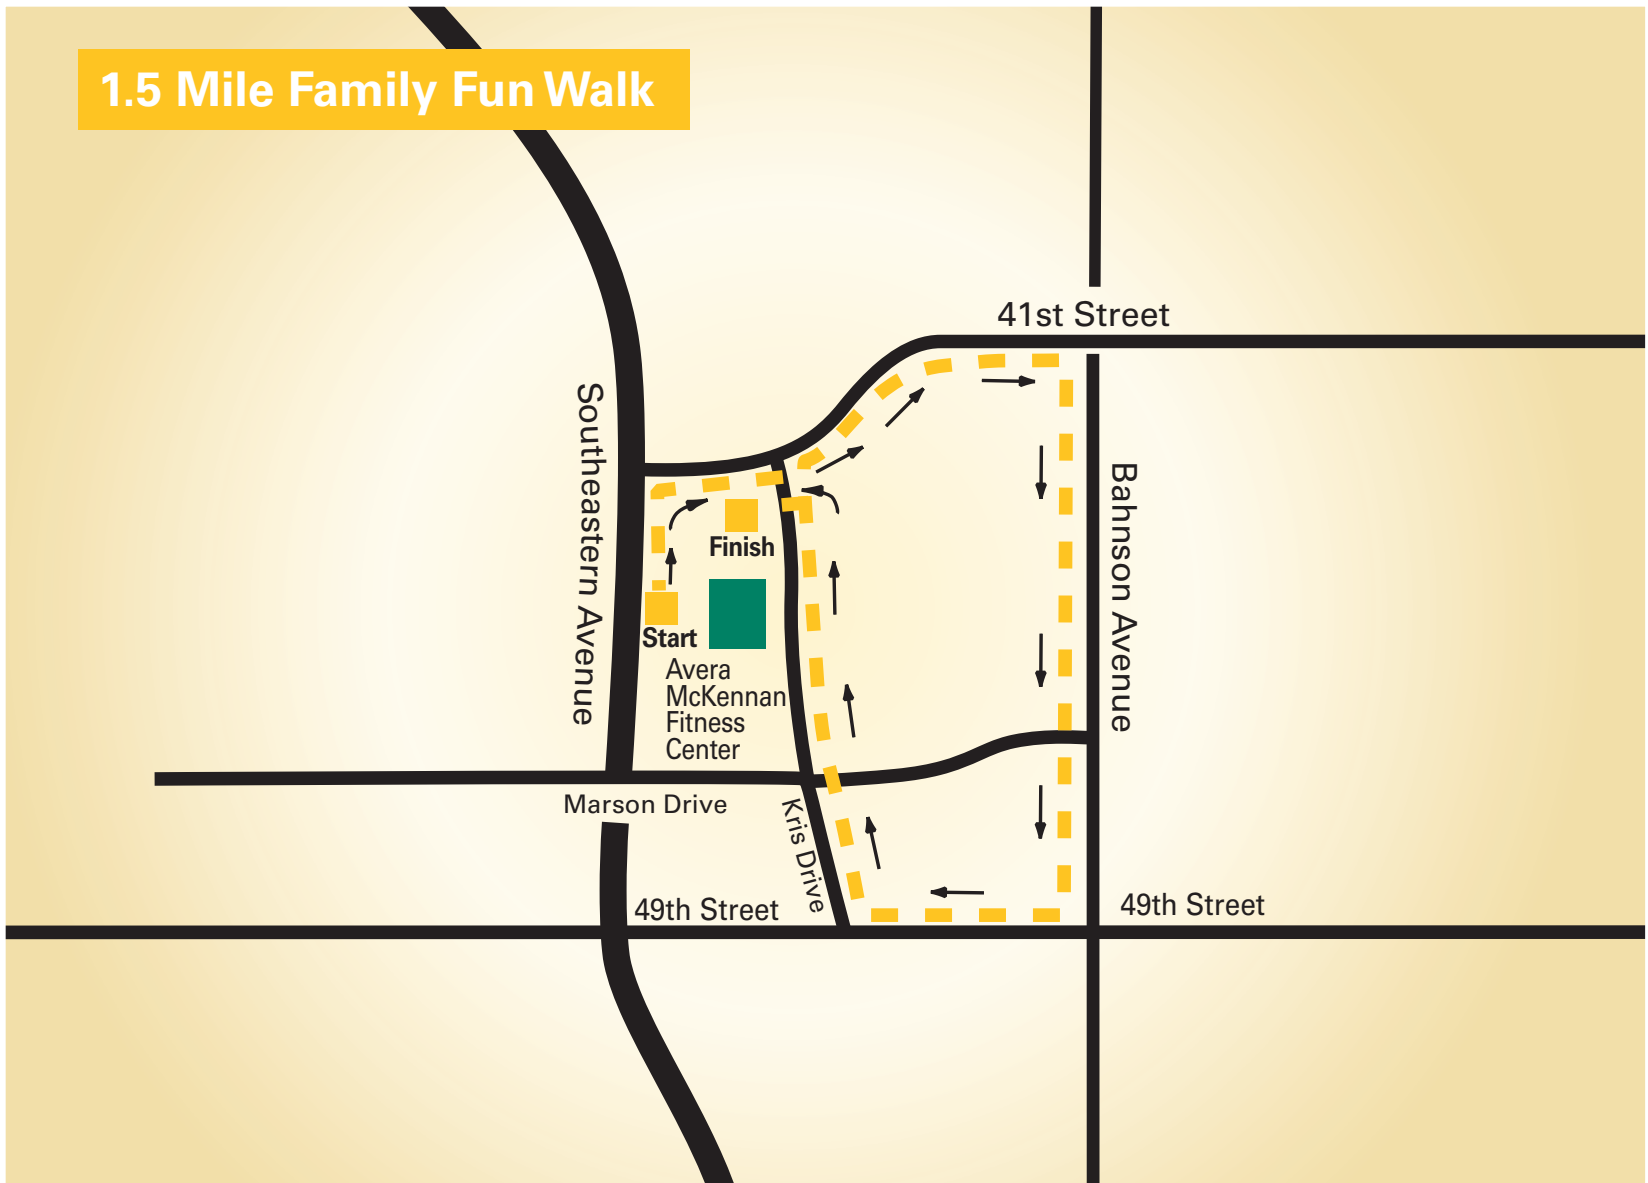 1.5 Mile Family Fun Walk
41st Street
Southeastern Avenue
Bahnson Avenue
Finish
Start
Avera
McKennan
Fitness
Center
Marson Drive
Kris Drive
49th Street
49th Street